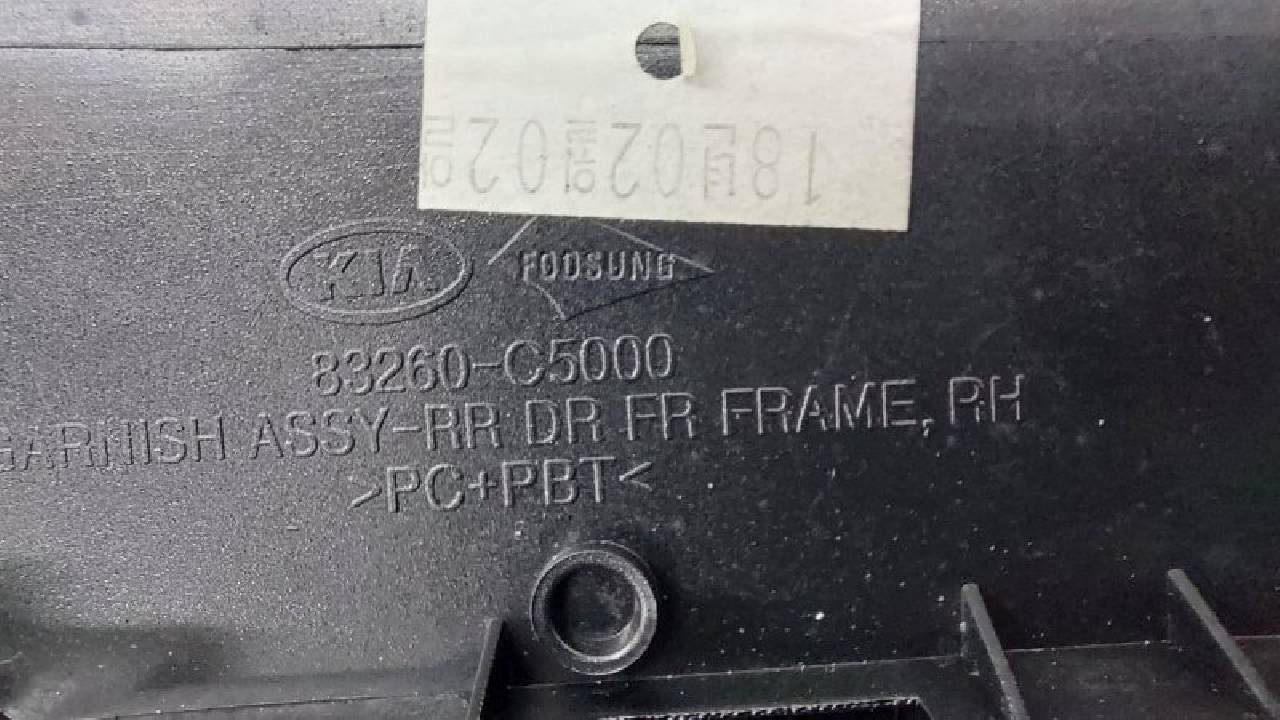 18년02월02일
KIA
FOOSUNG
83260-C5000
GARNISH ASSY-RR DR FR FRAME, RH
>PC+PBT<